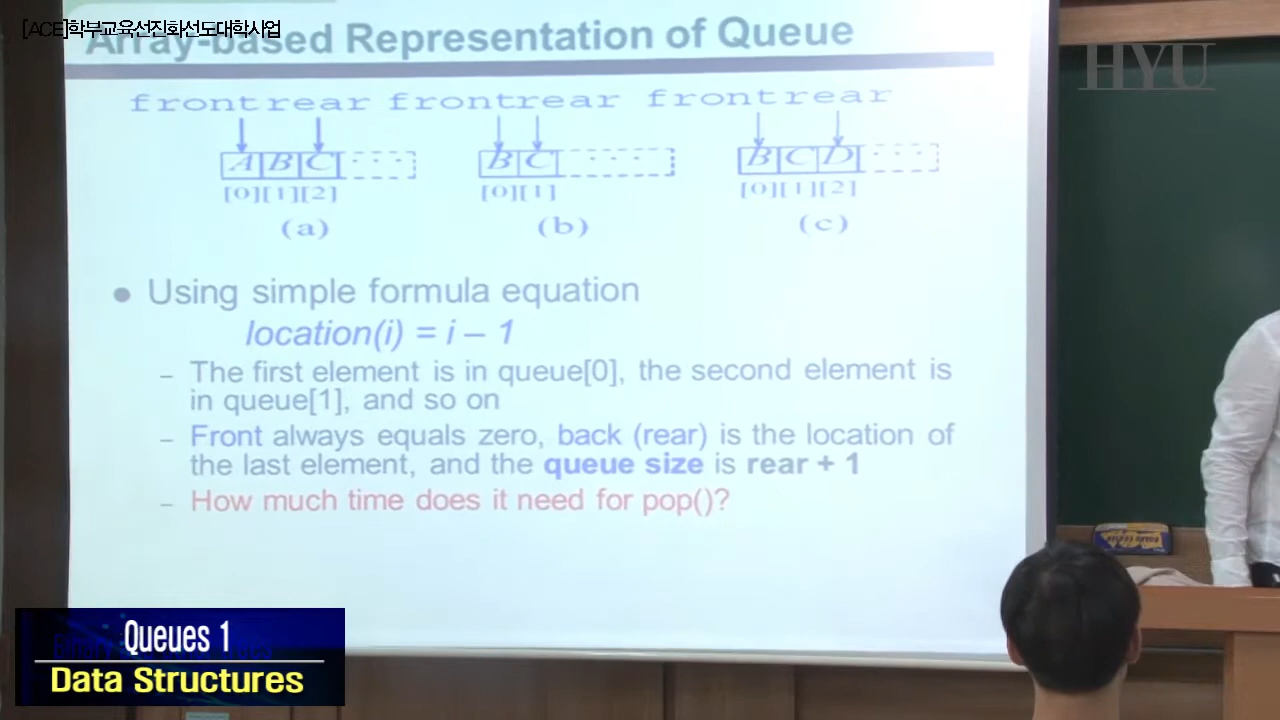 [ACE]학부교육선진화선도대학사업
Array-based Representation of Queue
HYU
front rear front rear front rear
A B C . . . B C . . . B C D . . .
[0][1][2] [0][1] [0][1][2]
(a) (b) (c)
● Using simple formula equation
location(i) = i – 1
– The first element is in queue[0], the second element is
in queue[1], and so on
– Front always equals zero, back (rear) is the location of
the last element, and the queue size is rear + 1
– How much time does it need for pop()?
Queues 1
Data Structures